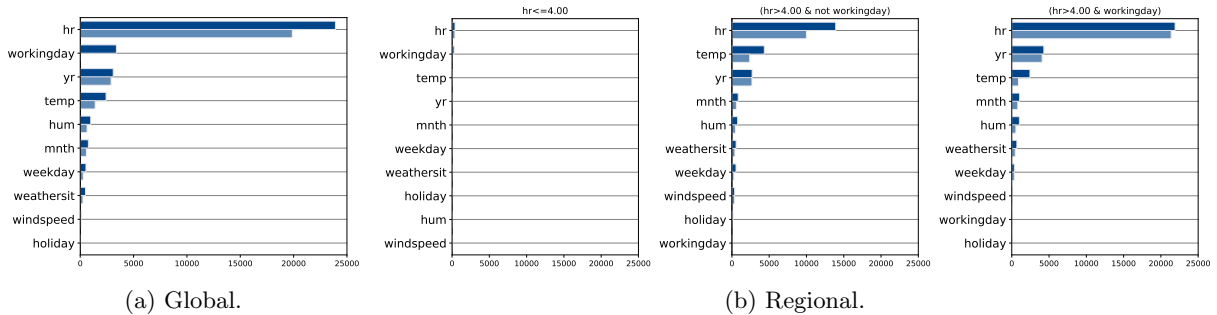 hr
workingday
yr
temp
hum
mnth
weekday
weathersit
windspeed
holiday
0 5000 10000 15000 20000 25000
(a) Global.
hr<=4.00
hr
workingday
temp
yr
mnth
weekday
weathersit
holiday
hum
windspeed
0 5000 10000 15000 20000 25000
(hr>4.00 & not workingday)
hr
temp
yr
mnth
hum
weathersit
weekday
windspeed
holiday
workingday
0 5000 10000 15000 20000 25000
(hr>4.00 & workingday)
hr
yr
temp
mnth
hum
weathersit
weekday
windspeed
workingday
holiday
0 5000 10000 15000 20000 25000
(b) Regional.